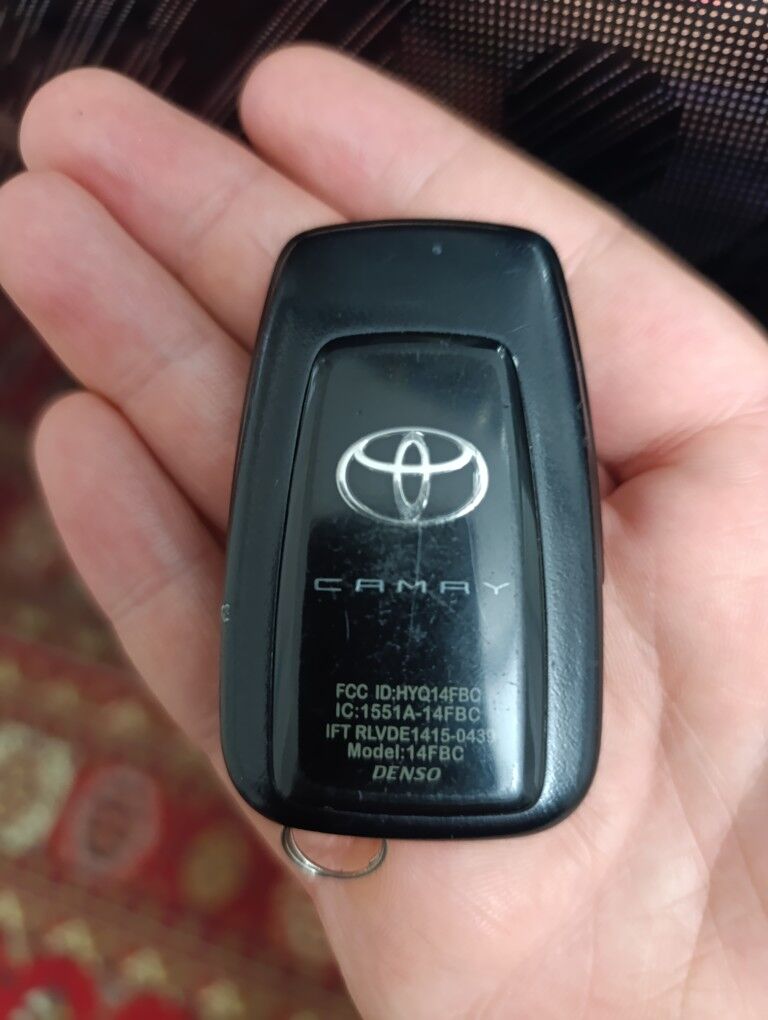 CAMRY
FCC ID:HYQ14FBC
IC:1551A-14FBC
IFT RLVDE1415-0439
Model:14FBC
DENSO